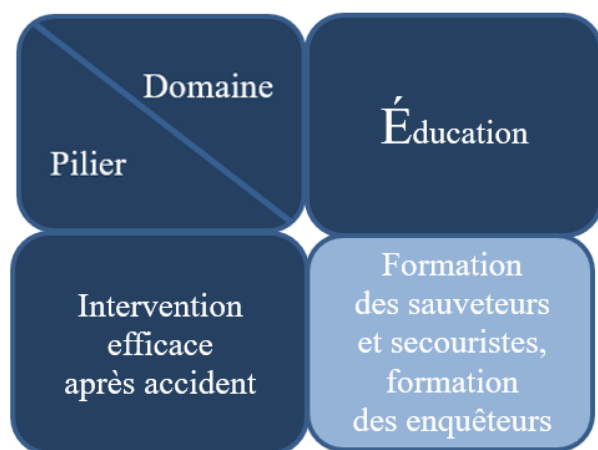 Domaine
Pilier
Éducation
Intervention
efficace
après accident
Formation
des sauveteurs
et secouristes,
formation
des enquêteurs